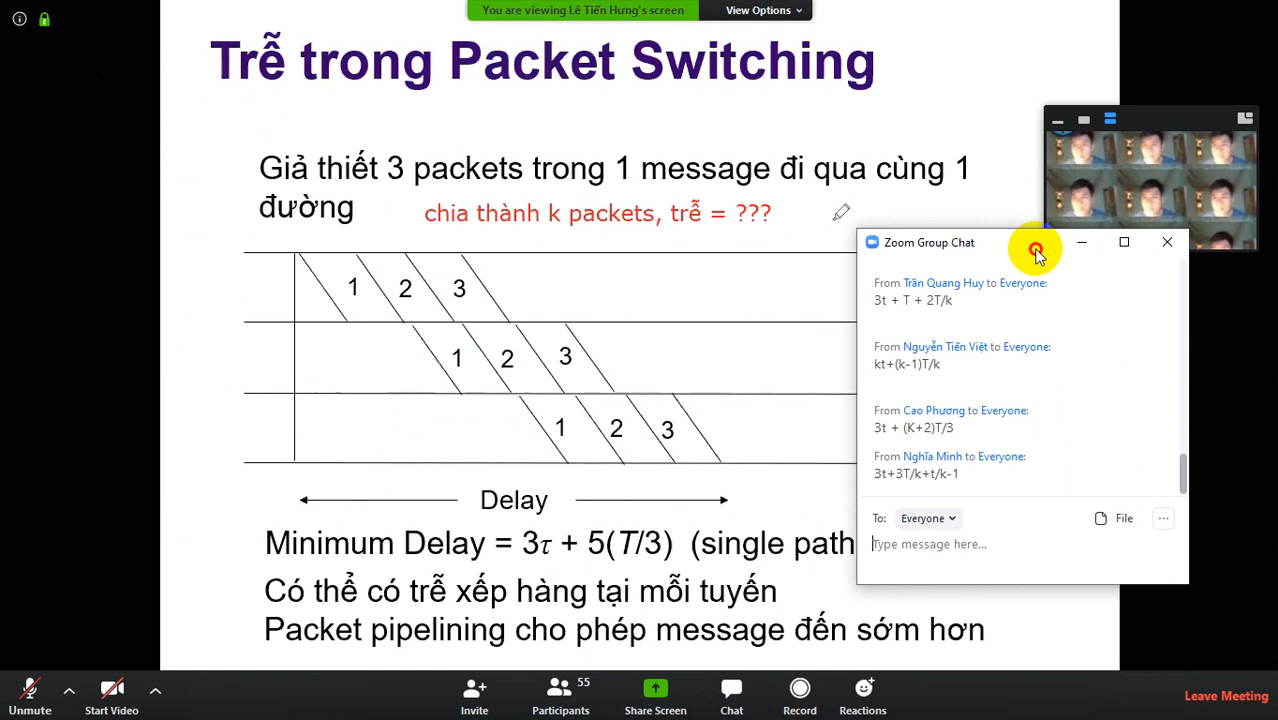 You are viewing Lê Tiến Hưng's screen
View Options
Trễ trong Packet Switching
Giả thiết 3 packets trong 1 message đi qua cùng 1
đường
chia thành k packets, trễ = ???
1 2 3
1 2 3
1 2 3
Delay
Minimum Delay = 3τ + 5(T/3) (single path
Có thể có trễ xếp hàng tại mỗi tuyến
Packet pipelining cho phép message đến sớm hơn
Zoom Group Chat
From Trần Quang Huy to Everyone:
3t + T + 2T/k
From Nguyễn Tiến Việt to Everyone:
kt+(k-1)T/k
From Cao Phương to Everyone:
3t + (K+2)T/3
From Nghĩa Minh to Everyone:
3t+3T/k+t/k-1
To: Everyone File
Type message here...
Unmute
Start Video
Invite
55
Participants
Share Screen
Chat
Record
Reactions
Leave Meeting